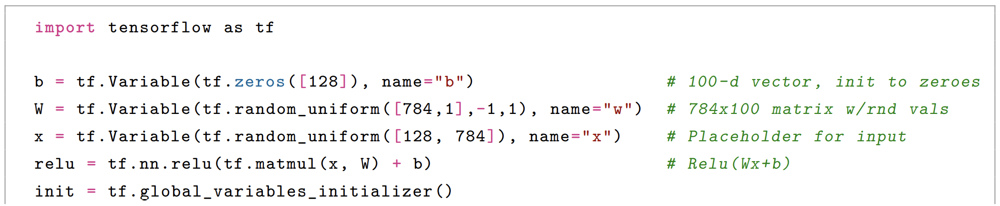 import tensorflow as tf
b = tf.Variable(tf.zeros([128]), name="b") # 100-d vector, init to zeroes
W = tf.Variable(tf.random_uniform([784,1],-1,1), name="w") # 784x100 matrix w/rnd vals
x = tf.Variable(tf.random_uniform([128, 784]), name="x") # Placeholder for input
relu = tf.nn.relu(tf.matmul(x, W) + b) # Relu(Wx+b)
init = tf.global_variables_initializer()